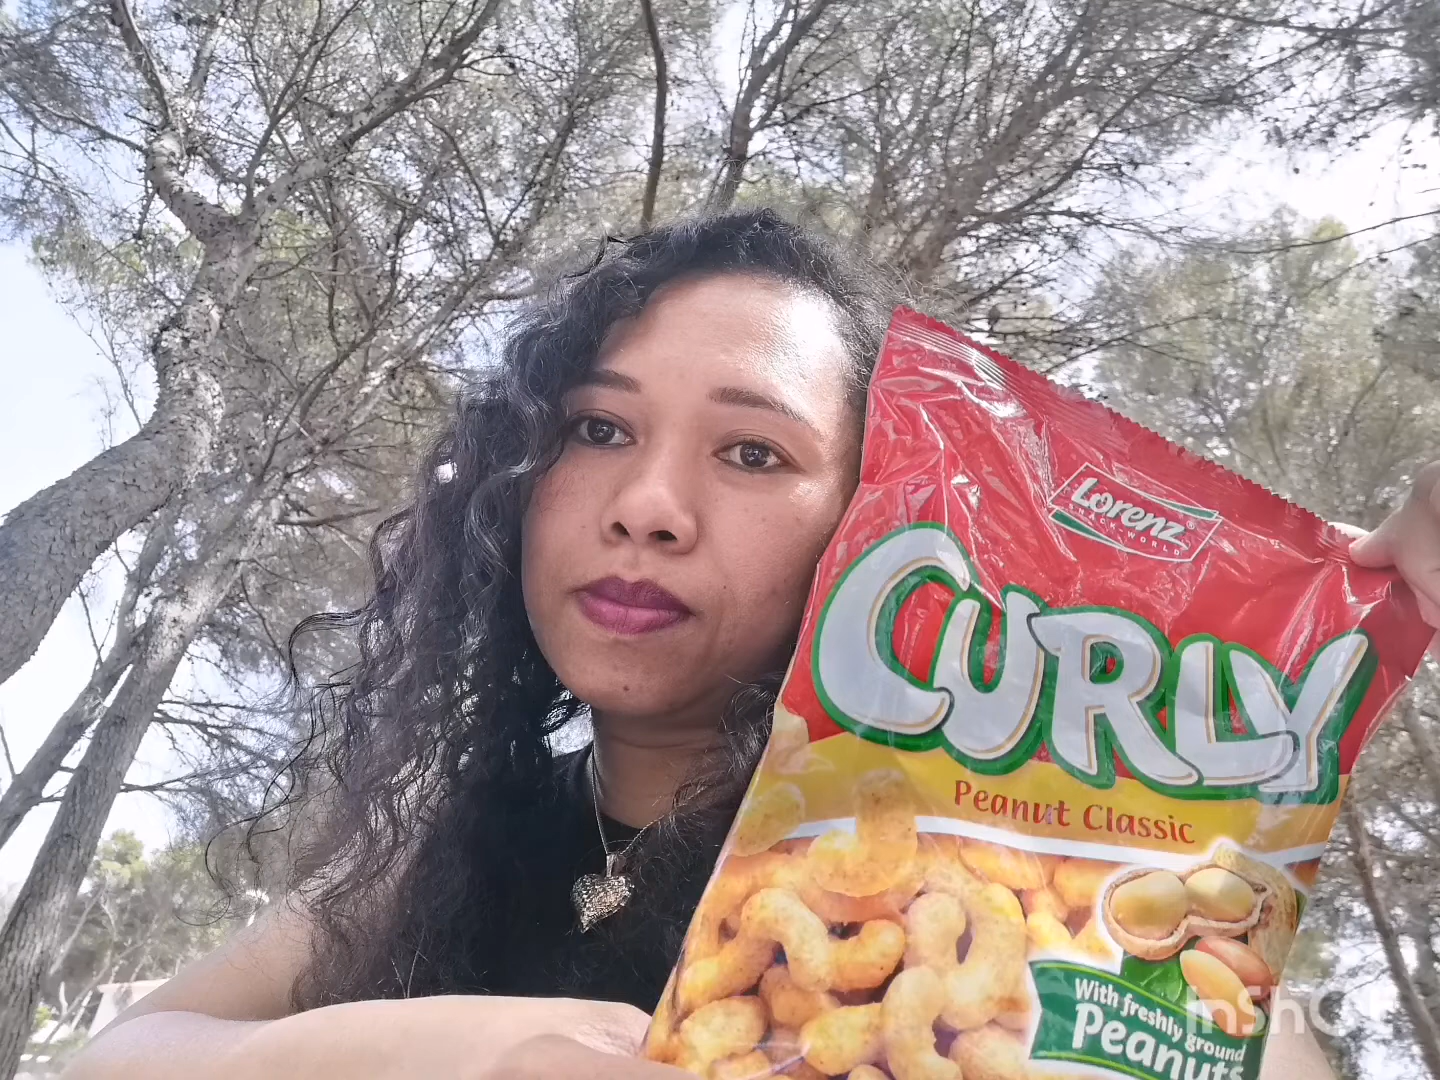 Lorenz®
SNACK-WORLD
CURLY
Peanut Classic
With freshly ground
Peanuts
InShOt